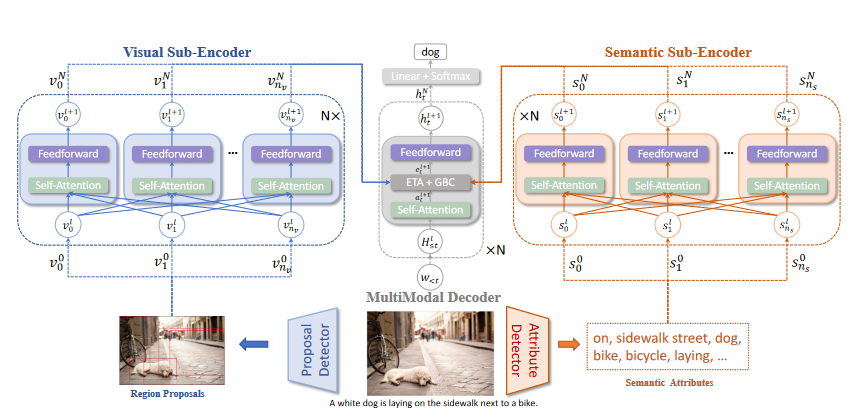 Visual Sub-Encoder
dog
Semantic Sub-Encoder
Linear + Softmax
v_0^N
v_1^N
v_{n_v}^N
h_t^N
s_0^N
s_1^N
s_{n_s}^N
v_0^{l+1}
v_1^{l+1}
v_{n_v}^{l+1}
N×
h_t^{l+1}
×N
s_0^{l+1}
s_1^{l+1}
s_{n_s}^{l+1}
Feedforward
Feedforward
...
Feedforward
Feedforward
Feedforward
Feedforward
...
Feedforward
e_t^{l+1}
ETA + GBC
a_t^{l+1}
Self-Attention
Self-Attention
Self-Attention
Self-Attention
Self-Attention
Self-Attention
Self-Attention
v_0^l
v_1^l
v_{n_v}^l
H_{≤t}^l
×N
s_0^l
s_1^l
s_{n_s}^l
v_0^0
v_1^0
v_{n_v}^0
w_{<t}
s_0^0
s_1^0
s_{n_s}^0
MultiModal Decoder
Proposal
Detector
Attribute
Detector
on, sidewalk street, dog,
bike, bicycle, laying, ...
Region Proposals
Semantic Attributes
A white dog is laying on the sidewalk next to a bike.